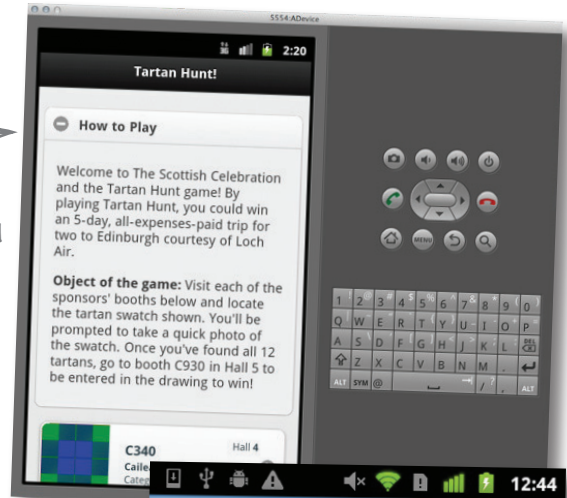 5554:ADevice
2:20
Tartan Hunt!
How to Play
Welcome to The Scottish Celebration
and the Tartan Hunt game! By
playing Tartan Hunt, you could win
an 5-day, all-expenses-paid trip for
two to Edinburgh courtesy of Loch
Air.
Object of the game: Visit each of the
sponsors' booths below and locate
the tartan swatch shown. You'll be
prompted to take a quick photo of
the swatch. Once you've found all 12
tartans, go to booth C930 in Hall 5 to
be entered in the drawing to win!
C340
Hall 4
MENU
1 2 @ 3 # 4 $ 5 % 6 ^ 7 & 8 * 9 ( 0 )
Q W E R T Y U I O P
A S D F G H J K L DEL
Z X C V B N M .
ALT SYM @ / ? ALT
12:44